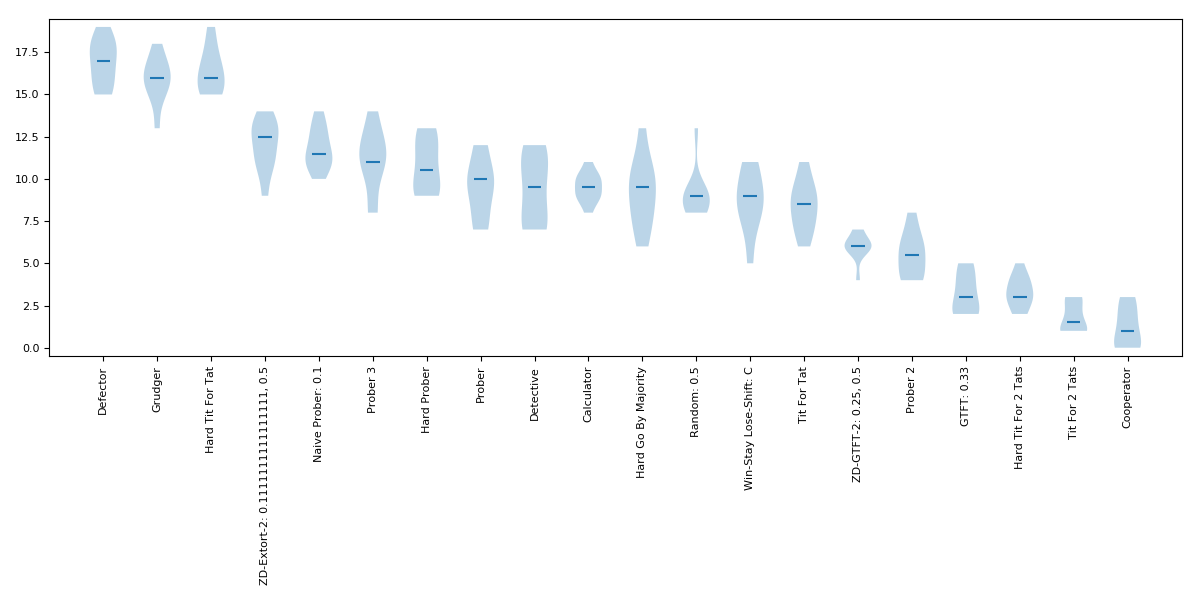 17.5
15.0
12.5
10.0
7.5
5.0
2.5
0.0
Defector
Grudger
Hard Tit For Tat
ZD-Extort-2: 0.1111111111111111, 0.5
Naive Prober: 0.1
Prober 3
Hard Prober
Prober
Detective
Calculator
Hard Go By Majority
Random: 0.5
Win-Stay Lose-Shift: C
Tit For Tat
ZD-GTFT-2: 0.25, 0.5
Prober 2
GTFT: 0.33
Hard Tit For 2 Tats
Tit For 2 Tats
Cooperator